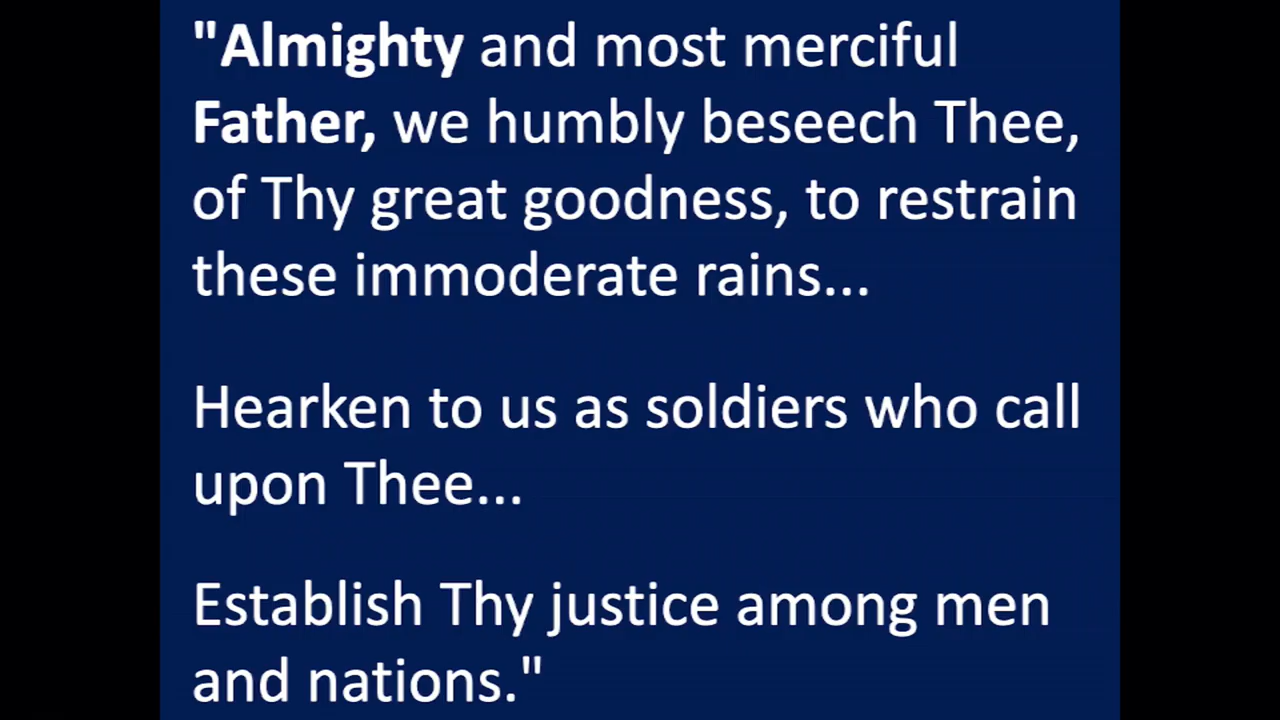 "Almighty and most merciful
Father, we humbly beseech Thee,
of Thy great goodness, to restrain
these immoderate rains...
Hearken to us as soldiers who call
upon Thee...
Establish Thy justice among men
and nations."